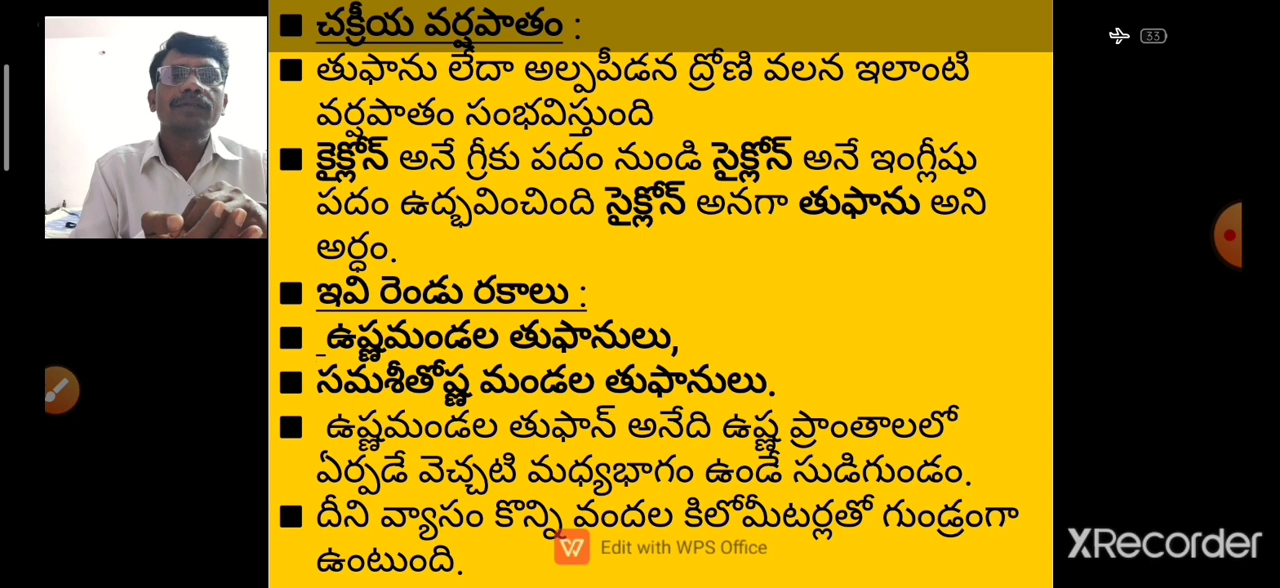 చక్రీయ వర్షపాతం :
తుఫాను లేదా అల్పపీడన ద్రోణి వలన ఇలాంటి
వర్షపాతం సంభవిస్తుంది
కైక్లోన్ అనే గ్రీకు పదం నుండి సైక్లోన్ అనే ఇంగ్లీషు
పదం ఉద్భవించింది సైక్లోన్ అనగా తుఫాను అని
అర్ధం.
ఇవి రెండు రకాలు :
ఉష్ణమండల తుఫానులు,
సమశీతోష్ణ మండల తుఫానులు.
ఉష్ణమండల తుఫాన్ అనేది ఉష్ణ ప్రాంతాలలో
ఏర్పడే వెచ్చటి మధ్యభాగం ఉండే సుడిగుండం.
దీని వ్యాసం కొన్ని వందల కిలోమీటర్లతో గుండ్రంగా
ఉంటుంది.
Edit with WPS Office
33
XRecorder